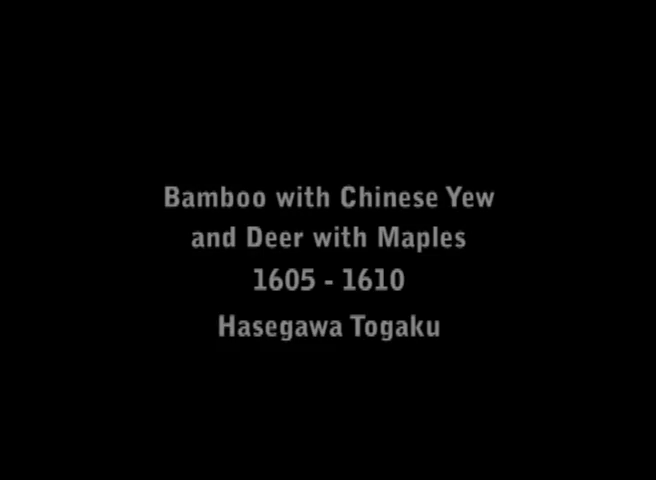 Bamboo with Chinese Yew
and Deer with Maples
1605 - 1610
Hasegawa Togaku